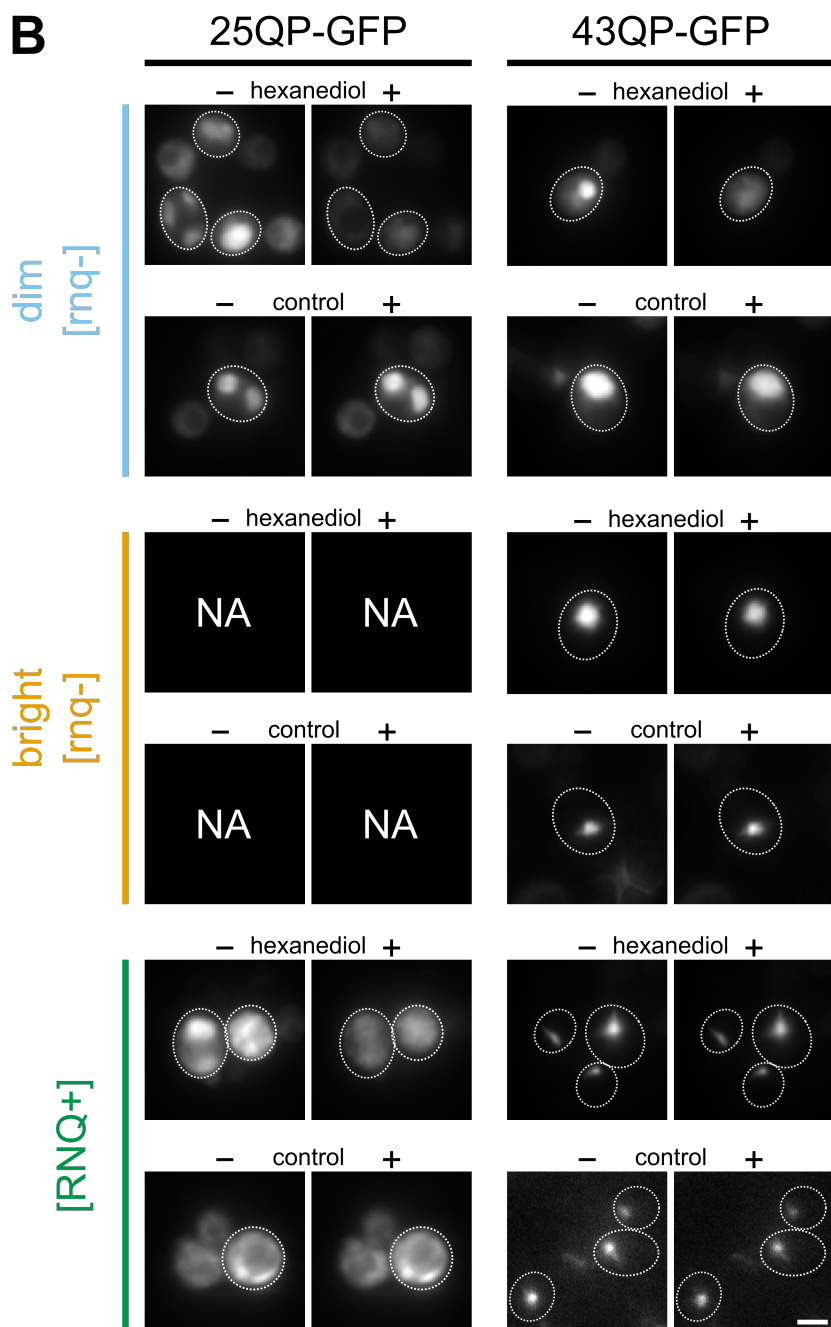 B
25QP-GFP
43QP-GFP
– hexanediol +
– hexanediol +
dim
[rnq-]
– control +
– control +
– hexanediol +
– hexanediol +
bright
[rnq-]
NA
NA
– control +
– control +
NA
NA
– hexanediol +
– hexanediol +
[RNQ+]
– control +
– control +